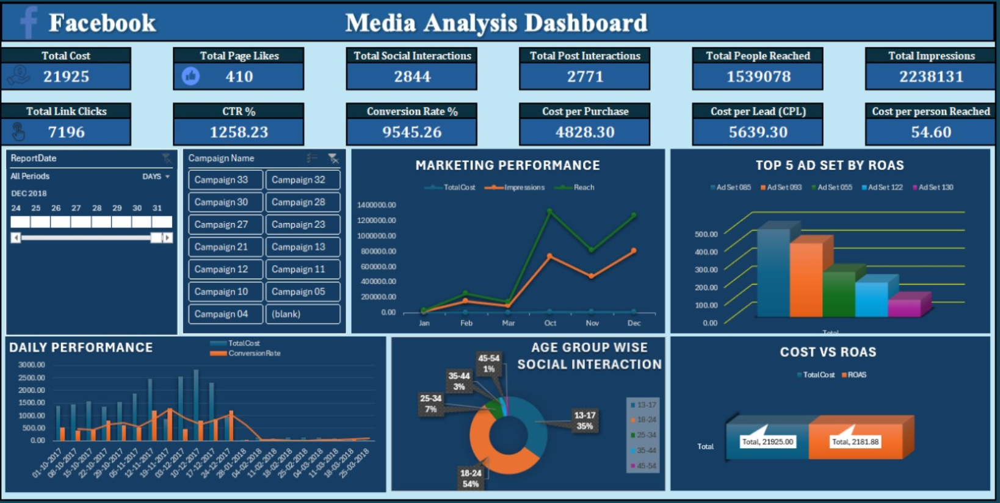 Facebook
Media Analysis Dashboard
Total Cost
21925
Total Page Likes
410
Total Social Interactions
2844
Total Post Interactions
2771
Total People Reached
1539078
Total Impressions
2238131
Total Link Clicks
7196
CTR %
1258.23
Conversion Rate %
9545.26
Cost per Purchase
4828.30
Cost per Lead (CPL)
5639.30
Cost per person Reached
54.60
ReportDate
All Periods
DAYS
DEC 2018
24 25 26 27 28 29 30 31
Campaign Name
Campaign 33
Campaign 32
Campaign 30
Campaign 28
Campaign 27
Campaign 23
Campaign 21
Campaign 13
Campaign 12
Campaign 11
Campaign 10
Campaign 05
Campaign 04
(blank)
MARKETING PERFORMANCE
TotalCost Impressions Reach
1400000.00
1200000.00
1000000.00
800000.00
600000.00
400000.00
200000.00
0.00
Jan Feb Mar Oct Nov Dec
TOP 5 AD SET BY ROAS
Ad Set 085 Ad Set 093 Ad Set 055 Ad Set 122 Ad Set 130
500.00
400.00
300.00
200.00
100.00
0.00
Total
DAILY PERFORMANCE
TotalCost
ConversionRate
3000.00
2500.00
2000.00
1500.00
1000.00
500.00
0.00
01-10-2017
08-10-2017
15-10-2017
22-10-2017
29-10-2017
05-11-2017
12-11-2017
19-11-2017
03-12-2017
10-12-2017
17-12-2017
24-12-2017
28-01-2018
04-02-2018
11-02-2018
18-02-2018
25-02-2018
04-03-2018
11-03-2018
18-03-2018
25-03-2018
AGE GROUP WISE
SOCIAL INTERACTION
45-54
1%
35-44
3%
25-34
7%
13-17
35%
18-24
54%
13-17
18-24
25-34
35-44
45-54
COST VS ROAS
TotalCost ROAS
Total
Total, 21925.00
Total, 2181.88